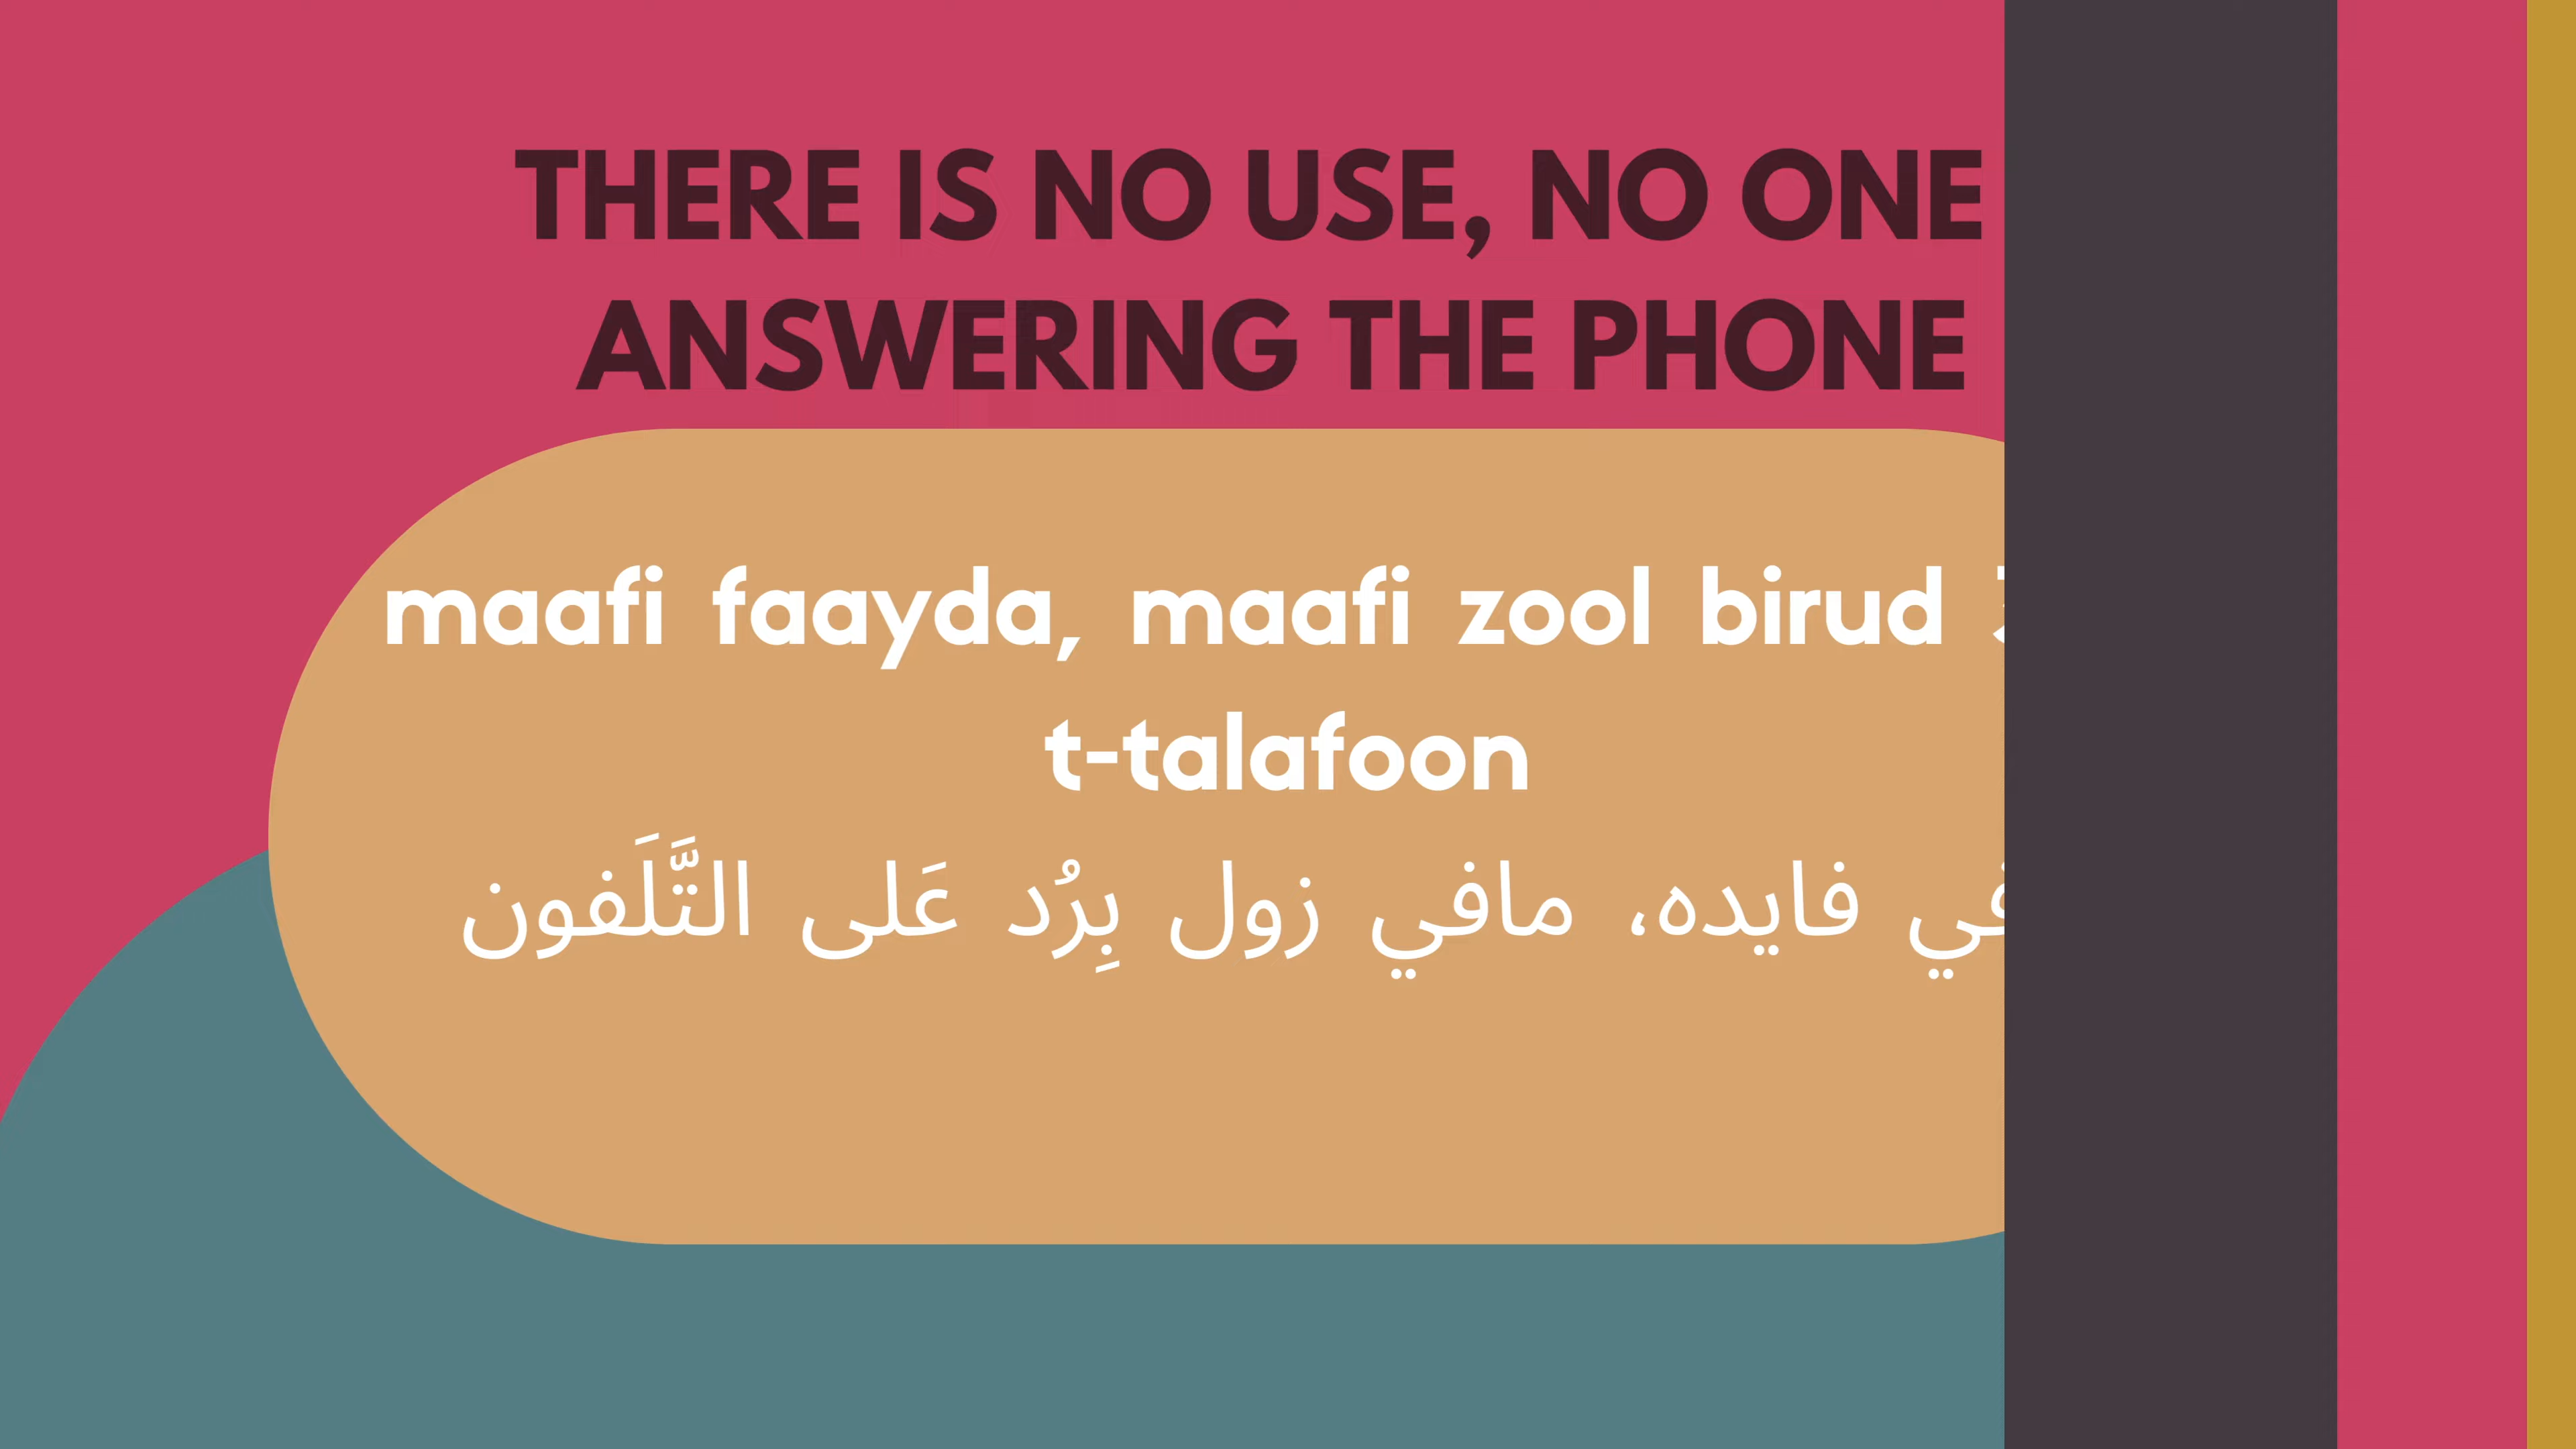 THERE IS NO USE, NO ONE
ANSWERING THE PHONE
maafi faayda, maafi zool birud
t-talafoon
فايده، مافي زول بِرُد عَلى التَّلَفون